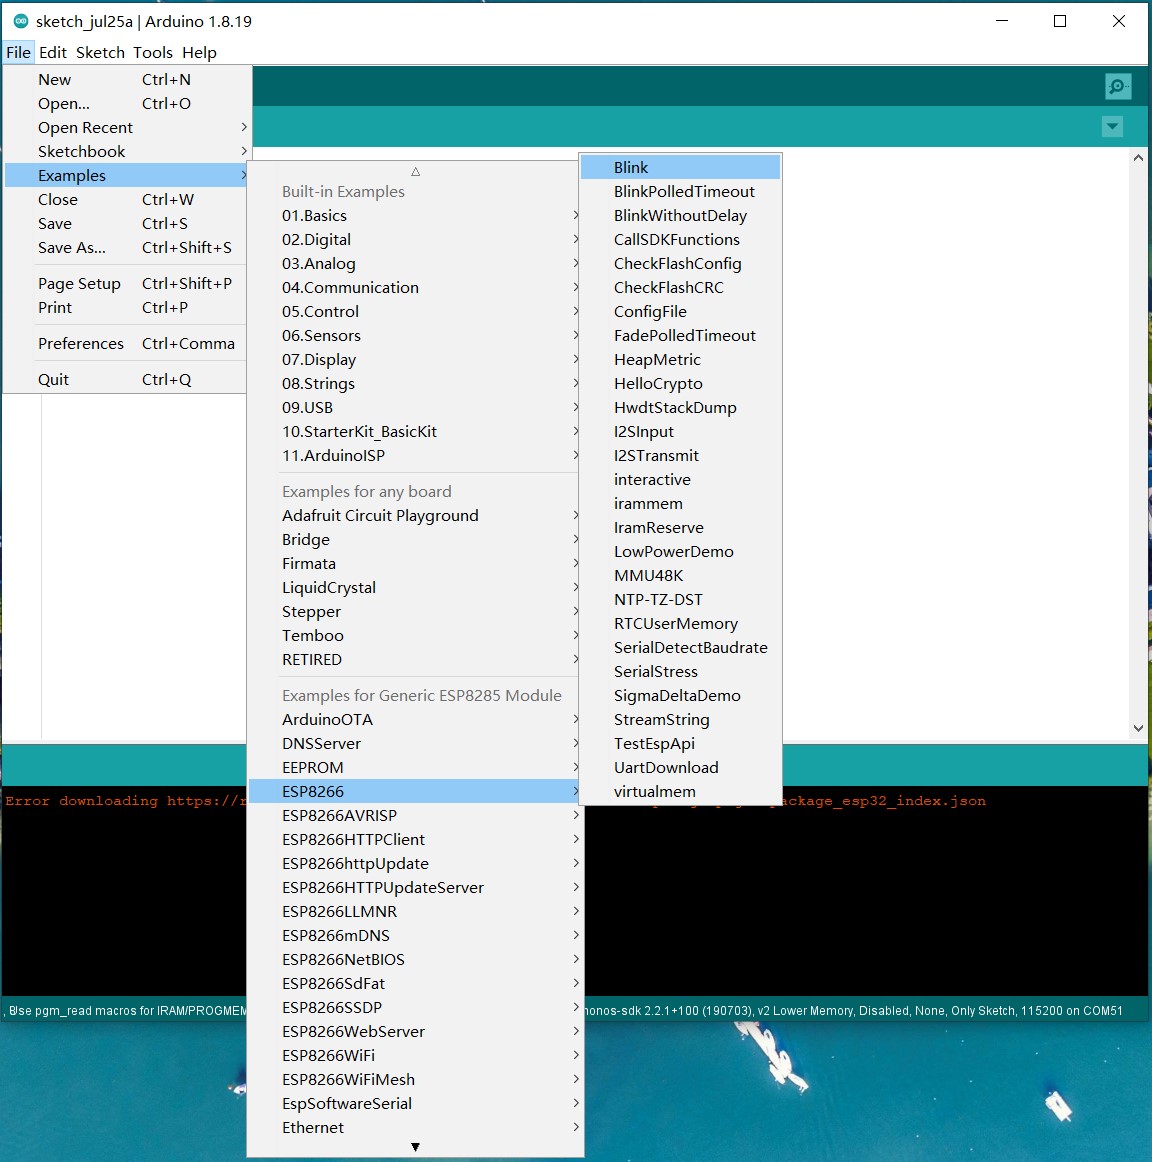 sketch_jul25a | Arduino 1.8.19
File Edit Sketch Tools Help
New Ctrl+N
Open... Ctrl+O
Open Recent
Sketchbook
Examples
Close Ctrl+W
Save Ctrl+S
Save As... Ctrl+Shift+S
Page Setup Ctrl+Shift+P
Print Ctrl+P
Preferences Ctrl+Comma
Quit Ctrl+Q
Built-in Examples
01.Basics
02.Digital
03.Analog
04.Communication
05.Control
06.Sensors
07.Display
08.Strings
09.USB
10.StarterKit_BasicKit
11.ArduinoISP
Examples for any board
Adafruit Circuit Playground
Bridge
Firmata
LiquidCrystal
Stepper
Temboo
RETIRED
Examples for Generic ESP8285 Module
ArduinoOTA
DNSServer
EEPROM
ESP8266
ESP8266AVRISP
ESP8266HTTPClient
ESP8266httpUpdate
ESP8266HTTPUpdateServer
ESP8266LLMNR
ESP8266mDNS
ESP8266NetBIOS
ESP8266SdFat
ESP8266SSDP
ESP8266WebServer
ESP8266WiFi
ESP8266WiFiMesh
EspSoftwareSerial
Ethernet
Blink
BlinkPolledTimeout
BlinkWithoutDelay
CallSDKFunctions
CheckFlashConfig
CheckFlashCRC
ConfigFile
FadePolledTimeout
HeapMetric
HelloCrypto
HwdtStackDump
I2SInput
I2STransmit
interactive
irammem
IramReserve
LowPowerDemo
MMU48K
NTP-TZ-DST
RTCUserMemory
SerialDetectBaudrate
SerialStress
SigmaDeltaDemo
StreamString
TestEspApi
UartDownload
virtualmem
Error downloading https://r package_esp32_index.json
Use pgm_read macros for IRAM/PROGMEM nonos-sdk 2.2.1+100 (190703), v2 Lower Memory, Disabled, None, Only Sketch, 115200 on COM51